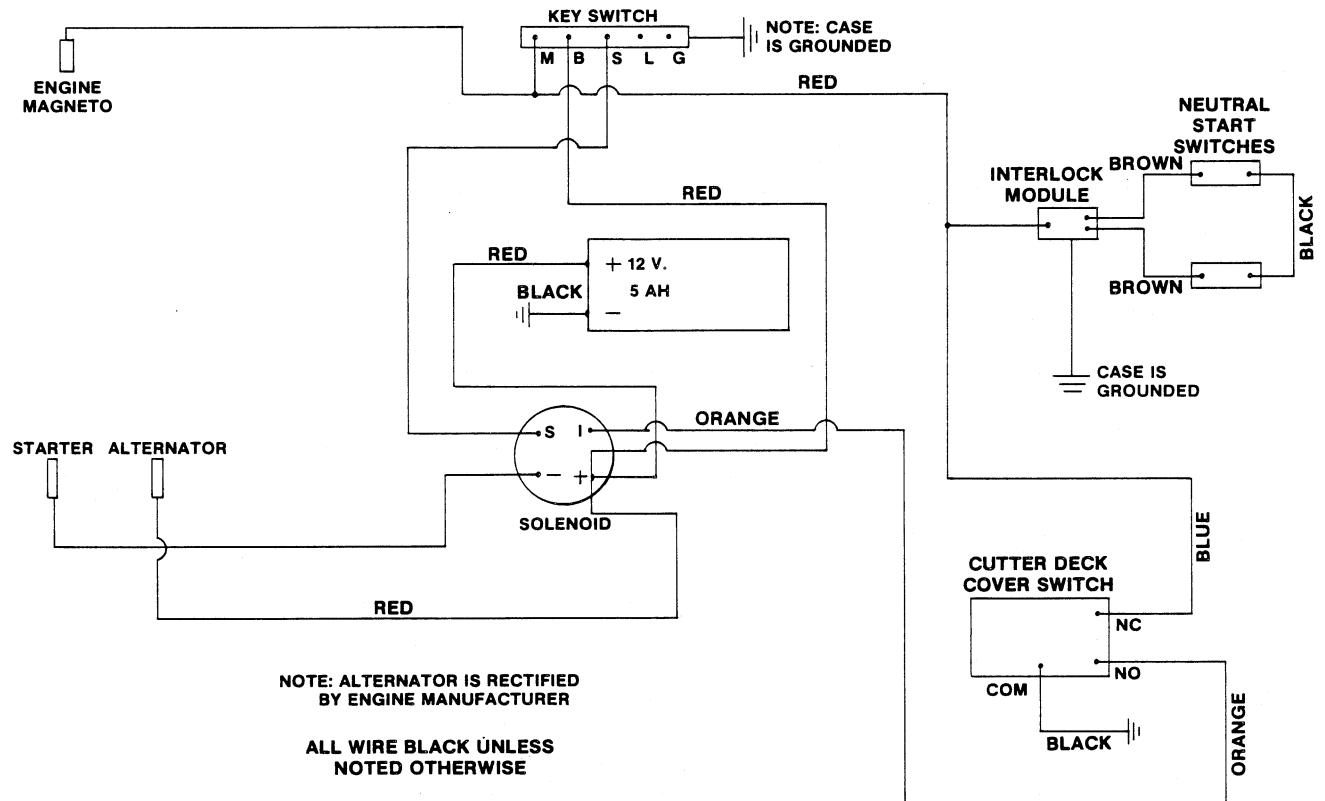 KEY SWITCH
M B S L G
NOTE: CASE
IS GROUNDED
ENGINE
MAGNETO
RED
NEUTRAL
START
SWITCHES
BROWN
INTERLOCK
MODULE
BLACK
BROWN
RED
RED
+ 12 V.
5 AH
BLACK
−
CASE IS
GROUNDED
ORANGE
S I
− +
SOLENOID
STARTER ALTERNATOR
RED
BLUE
CUTTER DECK
COVER SWITCH
NC
NO
COM
BLACK
ORANGE
NOTE: ALTERNATOR IS RECTIFIED
BY ENGINE MANUFACTURER
ALL WIRE BLACK UNLESS
NOTED OTHERWISE